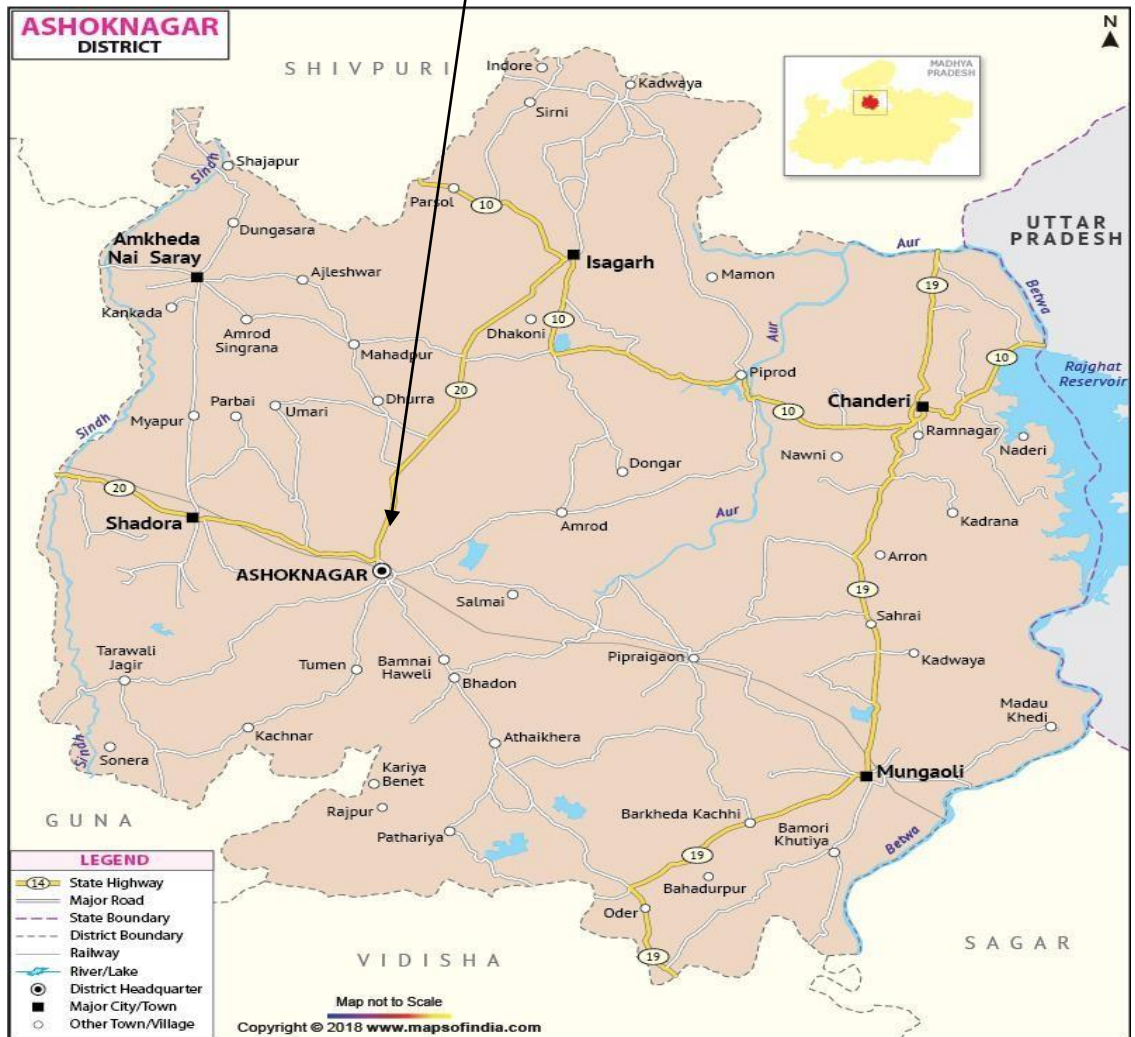 ASHOKNAGAR
DISTRICT
N
SHIVPURI
Indore
Kadwaya
MADHYA
PRADESH
Sirni
Sindh
Shajapur
Parsol
10
Dungasara
UTTAR
PRADESH
Amkheda
Nai Saray
Isagarh
Aur
Ajleshwar
Mamon
19
Betwa
Kankada
Amrod
Singrana
Dhakoni
10
Aur
Mahadpur
10
Rajghat
Reservoir
Piprod
20
Parbai
Umari
Dhurra
Chanderi
Myapur
10
Sindh
Ramnagar
Naderi
Nawni
Dongar
20
Shadora
Amrod
Aur
Kadrana
Arron
ASHOKNAGAR
Salmai
19
Sahrai
Tarawali
Jagir
Tumen
Bamnai
Haweli
Pipraigaon
Kadwaya
Bhadon
Madau
Khedi
Kachnar
Athaikhera
Sindh
Sonera
Kariya
Benet
Mungaoli
Rajpur
GUNA
Barkheda Kachhi
Pathariya
Bamori
Khutiya
Betwa
19
Bahadurpur
Oder
SAGAR
VIDISHA
19
LEGEND
14 State Highway
Major Road
State Boundary
District Boundary
Railway
River/Lake
District Headquarter
Major City/Town
Other Town/Village
Map not to Scale
Copyright © 2018 www.mapsofindia.com